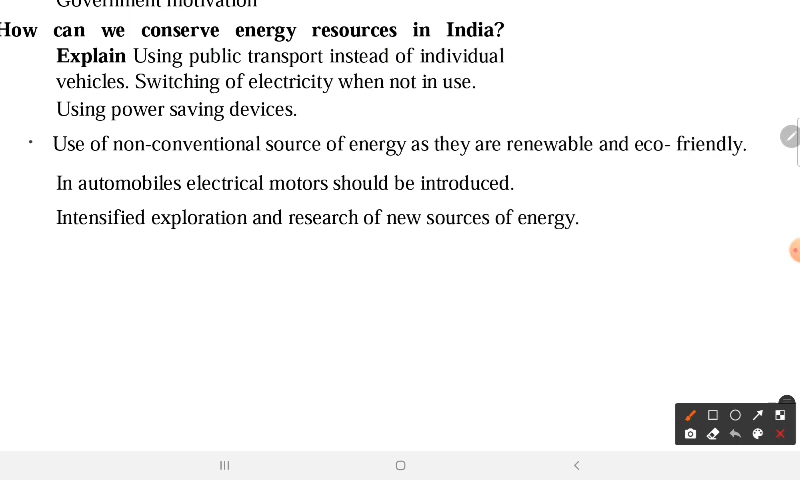 Government motivation
How can we conserve energy resources in India?
Explain Using public transport instead of individual
vehicles. Switching of electricity when not in use.
Using power saving devices.
• Use of non-conventional source of energy as they are renewable and eco- friendly.
In automobiles electrical motors should be introduced.
Intensified exploration and research of new sources of energy.